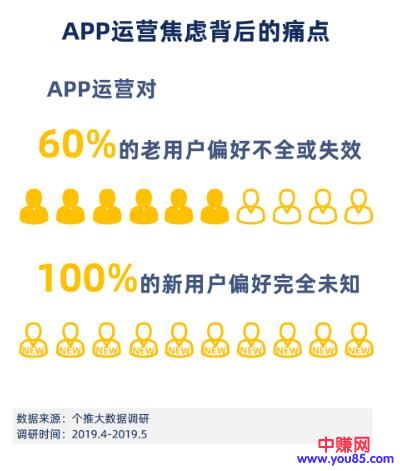 APP运营焦虑背后的痛点
APP运营对
60%的老用户偏好不全或失效
100%的新用户偏好完全未知
NEW NEW NEW NEW NEW NEW NEW NEW NEW NEW
数据来源：个推大数据调研
调研时间：2019.4-2019.5
中赚网
www.you85.com